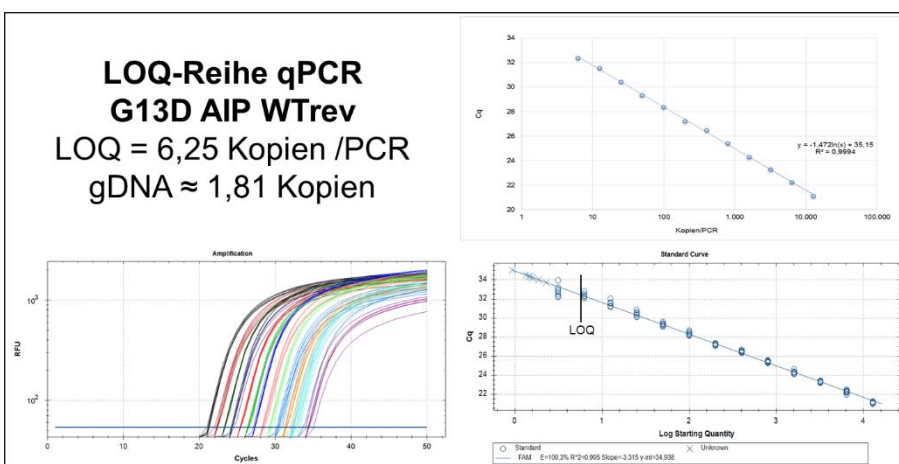 LOQ-Reihe qPCR
G13D AIP WTrev
LOQ = 6,25 Kopien /PCR
gDNA ≈ 1,81 Kopien
34
32
30
28
26
24
22
20
Cq
y = -1.472ln(x) + 35,15
R² = 0,9994
1 10 100 1.000 10.000 100.000
Kopien/PCR
Amplification
10³
10²
RFU
0 10 20 30 40 50
Cycles
Standard Curve
34
32
30
28
26
24
22
Cq
LOQ
0 1 2 3 4
Log Starting Quantity
Standard Unknown
FAM E=100,3% R^2=0,995 Slope=-3,315 y-int=34,938